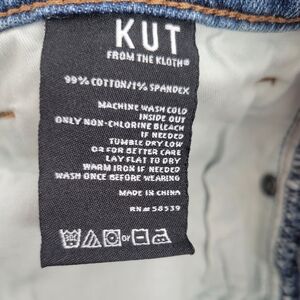 KUT
FROM THE KLOTH®
99% COTTON/1% SPANDEX
MACHINE WASH COLD
INSIDE OUT
ONLY NON-CHLORINE BLEACH
IF NEEDED
TUMBLE DRY LOW
OR FOR BETTER CARE
LAY FLAT TO DRY
WARM IRON IF NEEDED
WASH ONCE BEFORE WEARING
MADE IN CHINA
RN# 58539
or